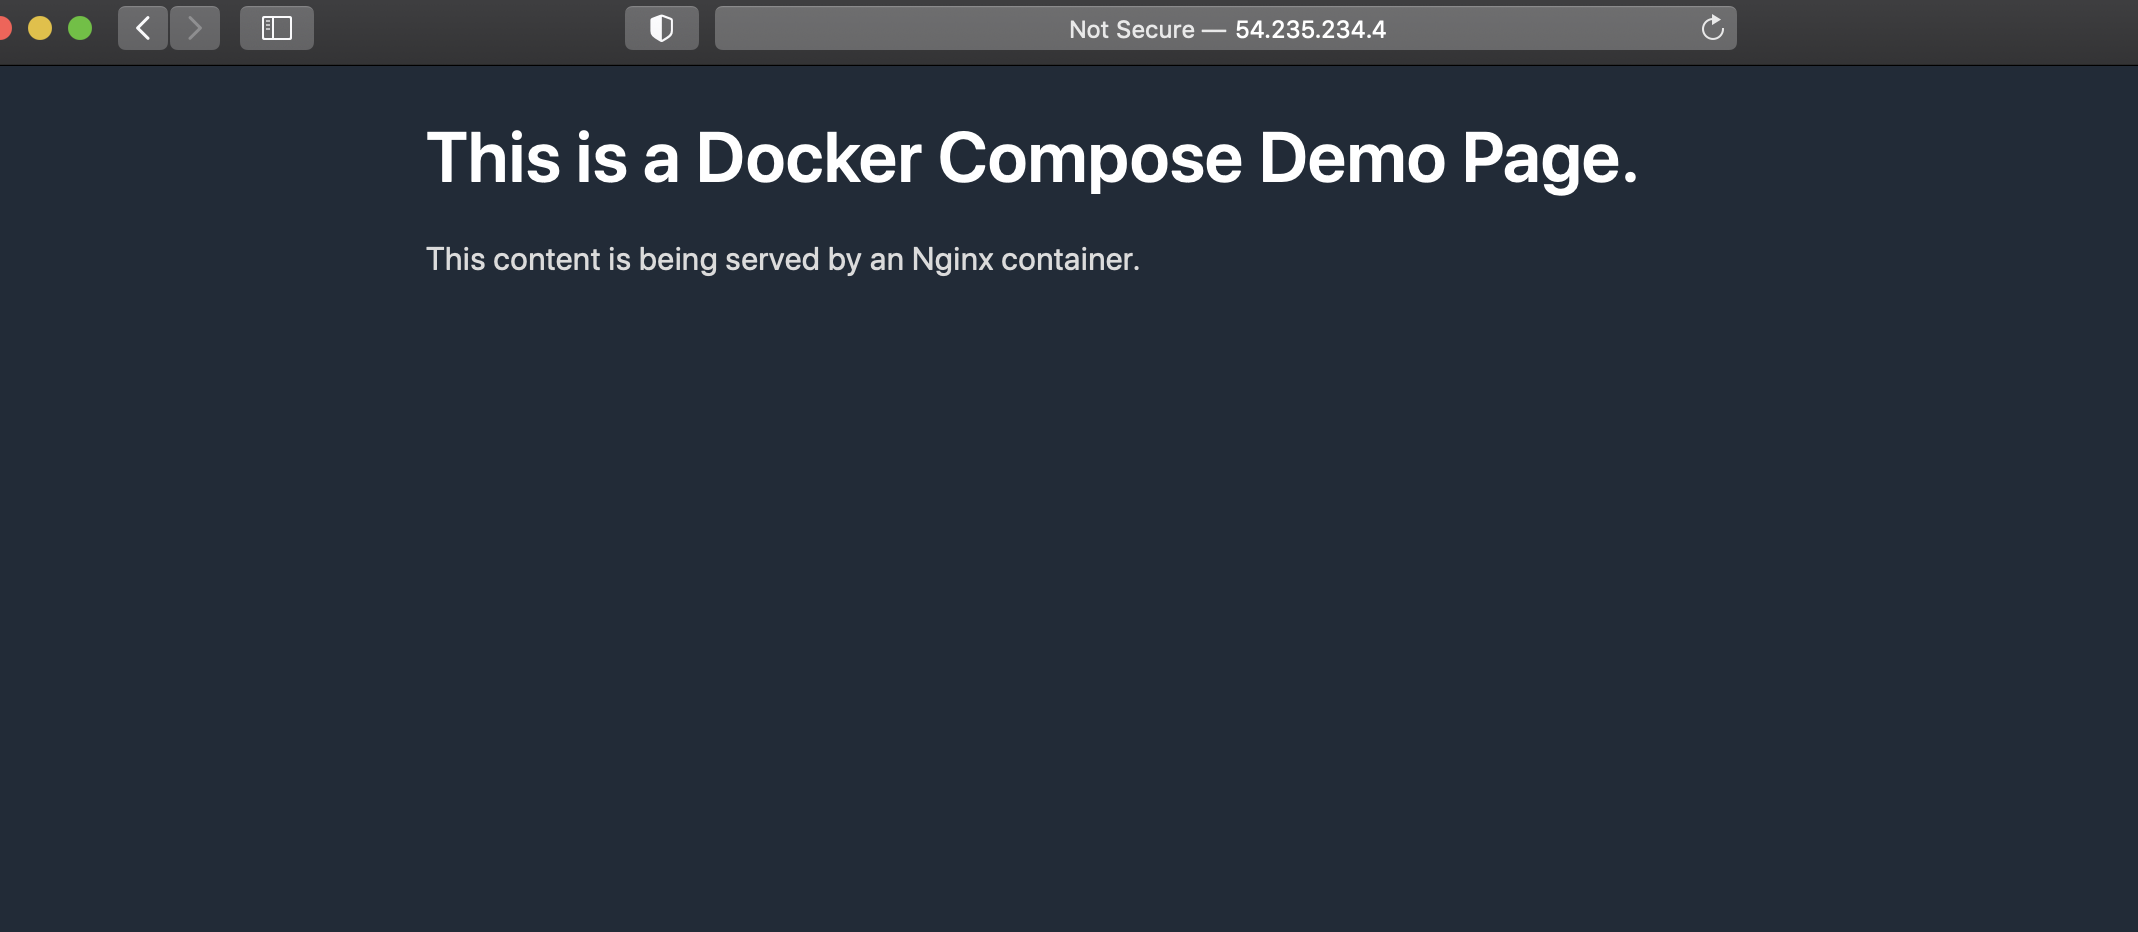 Not Secure — 54.235.234.4
This is a Docker Compose Demo Page.
This content is being served by an Nginx container.